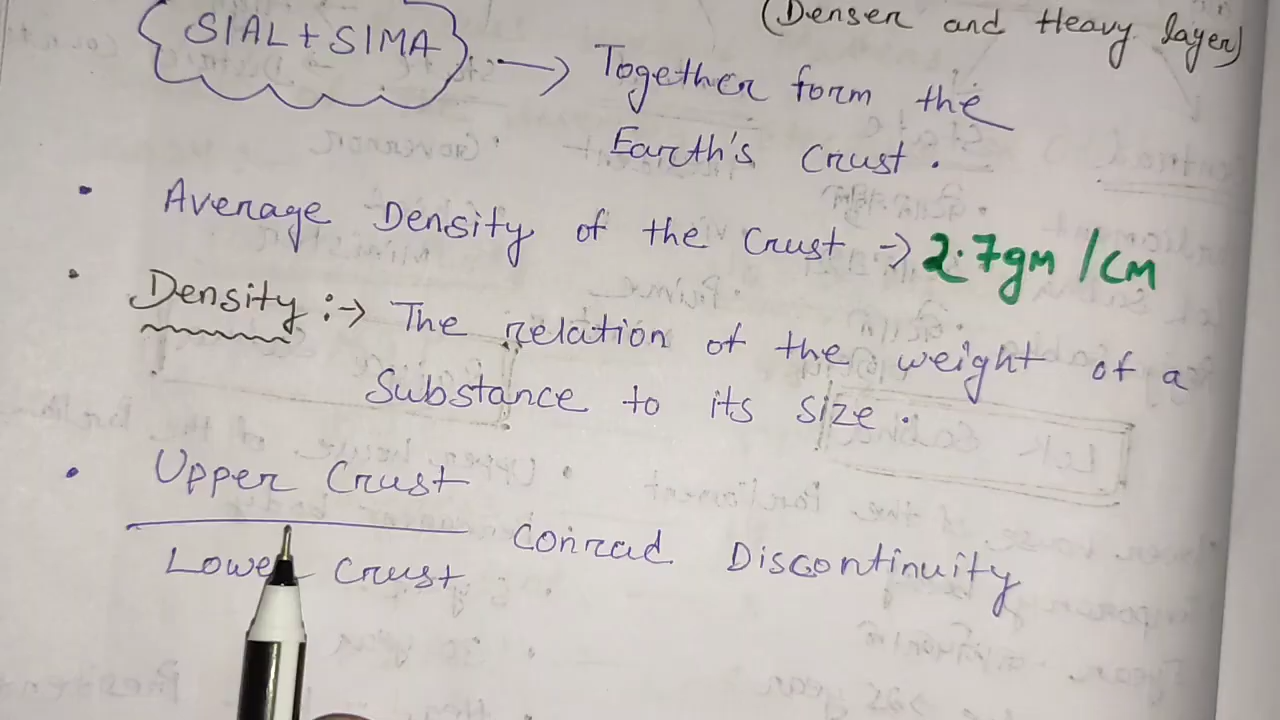 (Denser and Heavy layer)
SIAL + SIMA → Together form the
Earth's Crust.
• Average Density of the Crust → 2.7gm/cm
• Density :→ The relation of the weight of a
Substance to its size.
• Upper Crust
Conrad Discontinuity
Lower Crust